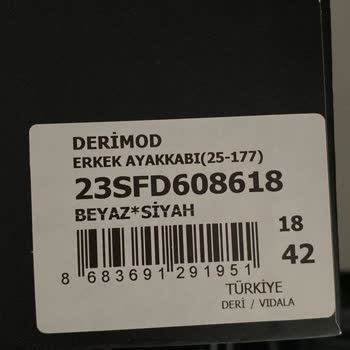 DERİMOD
ERKEK AYAKKABI(25-177)
23SFD608618
BEYAZ*SİYAH
18
42
8 683691 291951
TÜRKİYE
DERİ / VIDALA